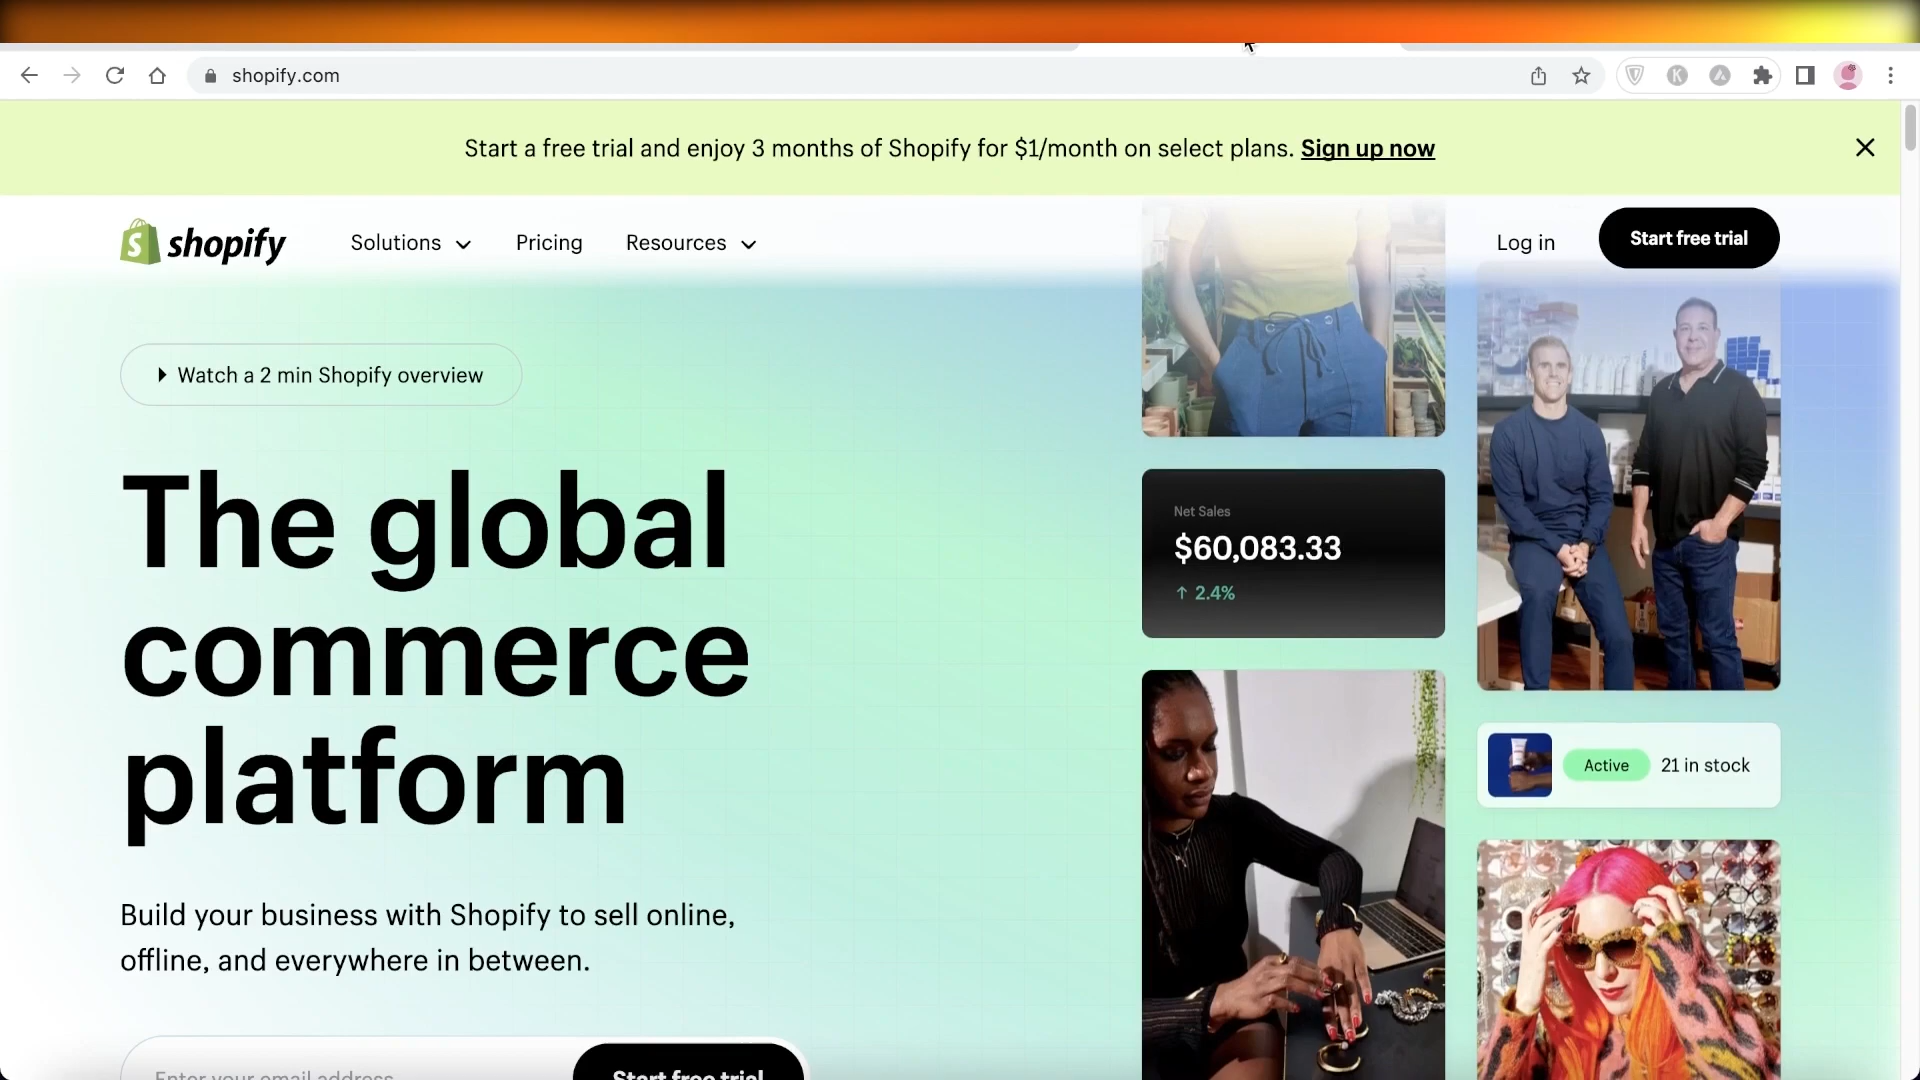 shopify.com
Start a free trial and enjoy 3 months of Shopify for $1/month on select plans. Sign up now
shopify
Solutions
Pricing
Resources
Log in
Start free trial
Watch a 2 min Shopify overview
The global
commerce
platform
Build your business with Shopify to sell online,
offline, and everywhere in between.
Enter your email address
Start free trial
Net Sales
$60,083.33
↑ 2.4%
Active
21 in stock